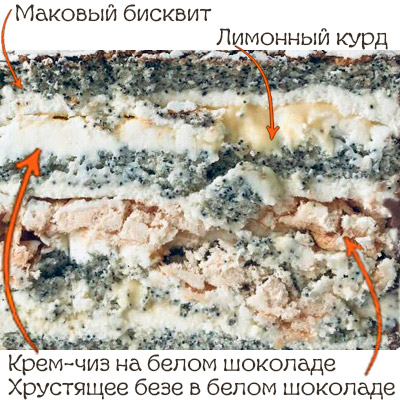 Маковый бисквит
Лимонный курд
Крем-чиз на белом шоколаде
Хрустящее безе в белом шоколаде